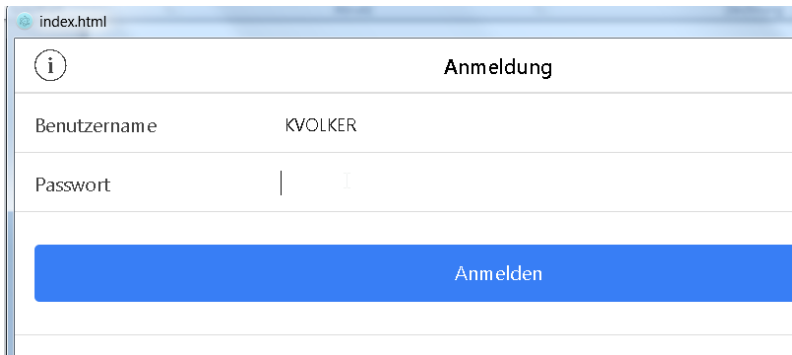 index.html
i
Anmeldung
Benutzername KVOLKER
Passwort
Anmelden